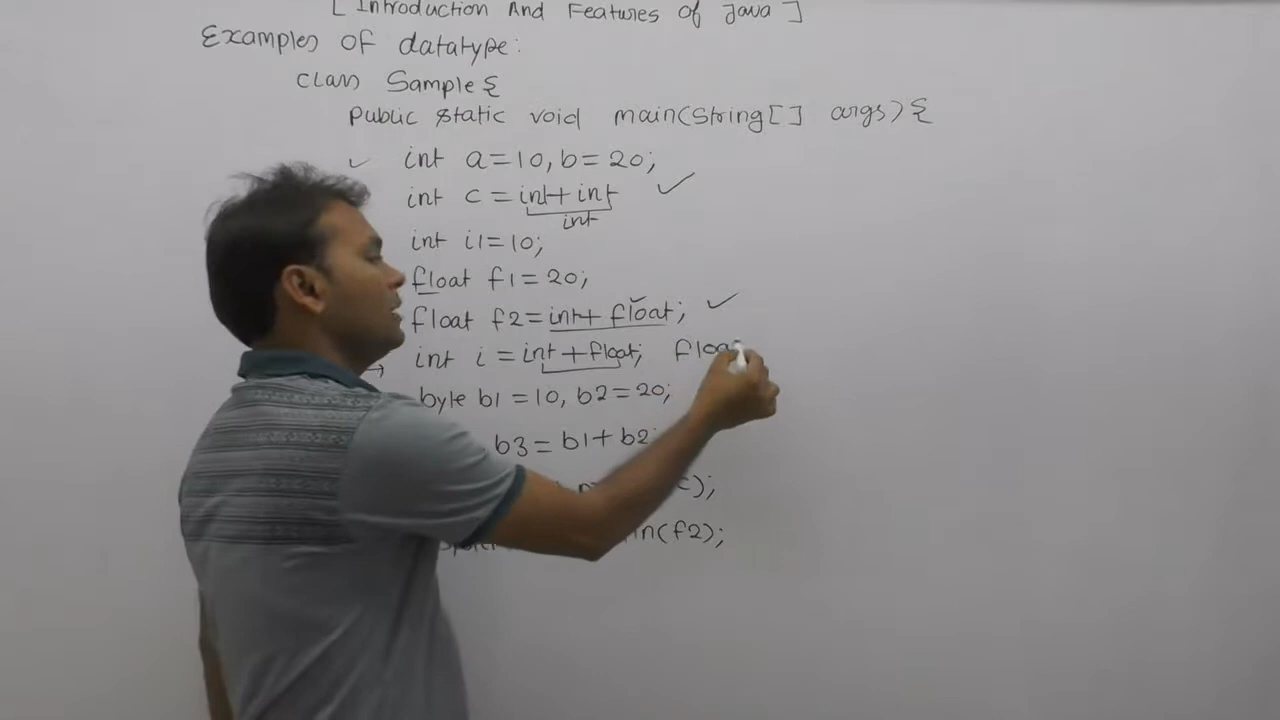 [ Introduction And Features of Java ]
Examples of datatype:
class Sample {
public static void main(String[] args) {
int a=10, b=20;
int c = int + int
int
int i1=10;
float f1=20;
float f2=int+ float;
int i = int + float; floa
byte b1 = 10, b2=20;
b3 = b1+ b2;
c);
(f2);